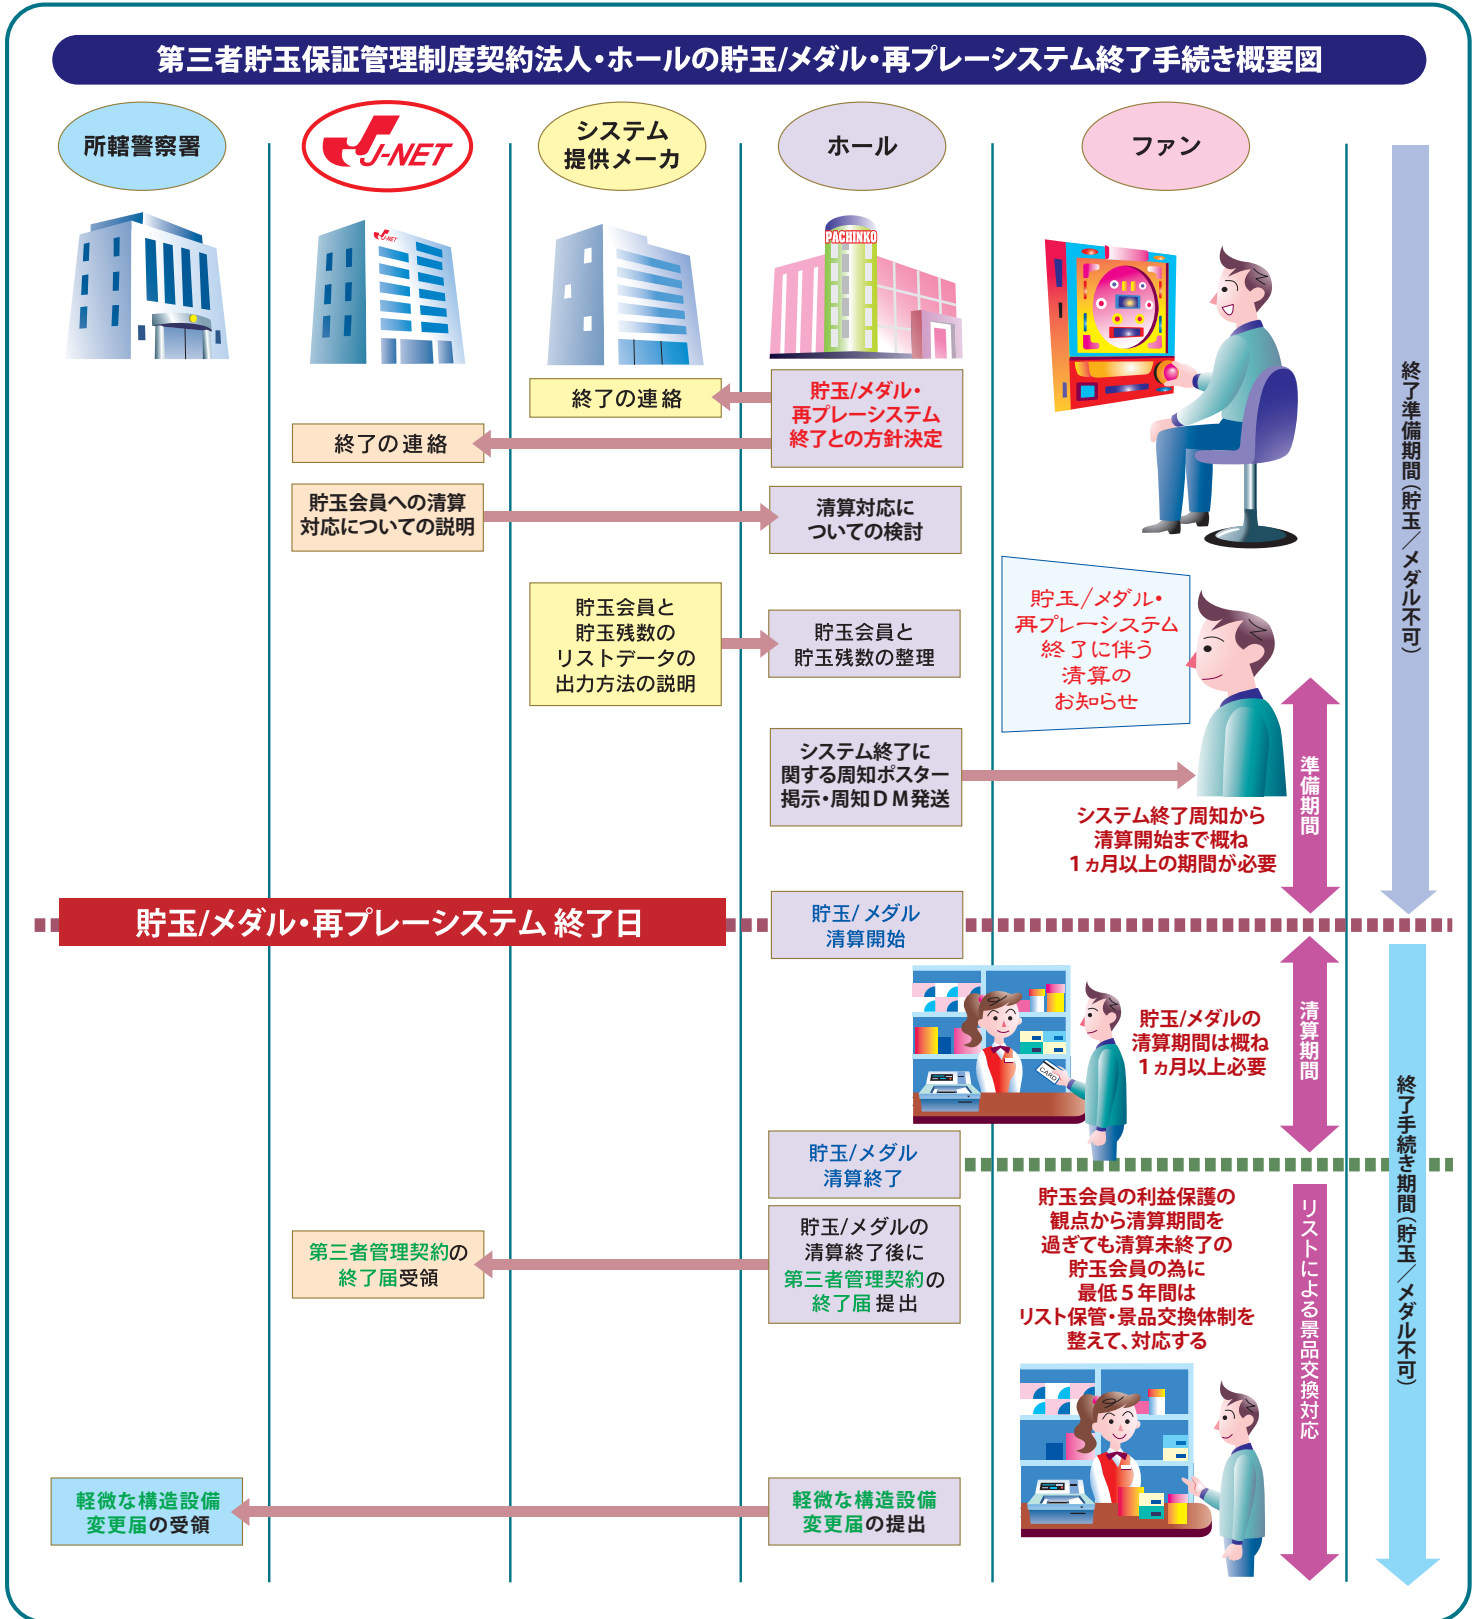 第三者貯玉保証管理制度契約法人・ホールの貯玉/メダル・再プレーシステム終了手続き概要図
所轄警察署
J-NET
システム
提供メーカ
ホール
ファン
J-NET
PACHINKO
終了の連絡
貯玉/メダル・
再プレーシステム
終了との方針決定
終了の連絡
貯玉会員への清算
対応についての説明
清算対応に
ついての検討
貯玉会員と
貯玉残数の
リストデータの
出力方法の説明
貯玉会員と
貯玉残数の整理
貯玉/メダル・
再プレーシステム
終了に伴う
清算の
お知らせ
システム終了に
関する周知ポスター
掲示・周知DM発送
システム終了周知から
清算開始まで概ね
1ヵ月以上の期間が必要
準備期間
終了準備期間(貯玉/メダル不可)
貯玉/メダル・再プレーシステム 終了日
貯玉/メダル
清算開始
CARD
貯玉/メダルの
清算期間は概ね
1ヵ月以上必要
清算期間
貯玉/メダル
清算終了
貯玉/メダルの
清算終了後に
第三者管理契約の
終了届提出
第三者管理契約の
終了届受領
貯玉会員の利益保護の
観点から清算期間を
過ぎても清算未終了の
貯玉会員の為に
最低5年間は
リスト保管・景品交換体制を
整えて、対応する
リストによる景品交換対応
終了手続き期間(貯玉/メダル不可)
軽微な構造設備
変更届の受領
軽微な構造設備
変更届の提出